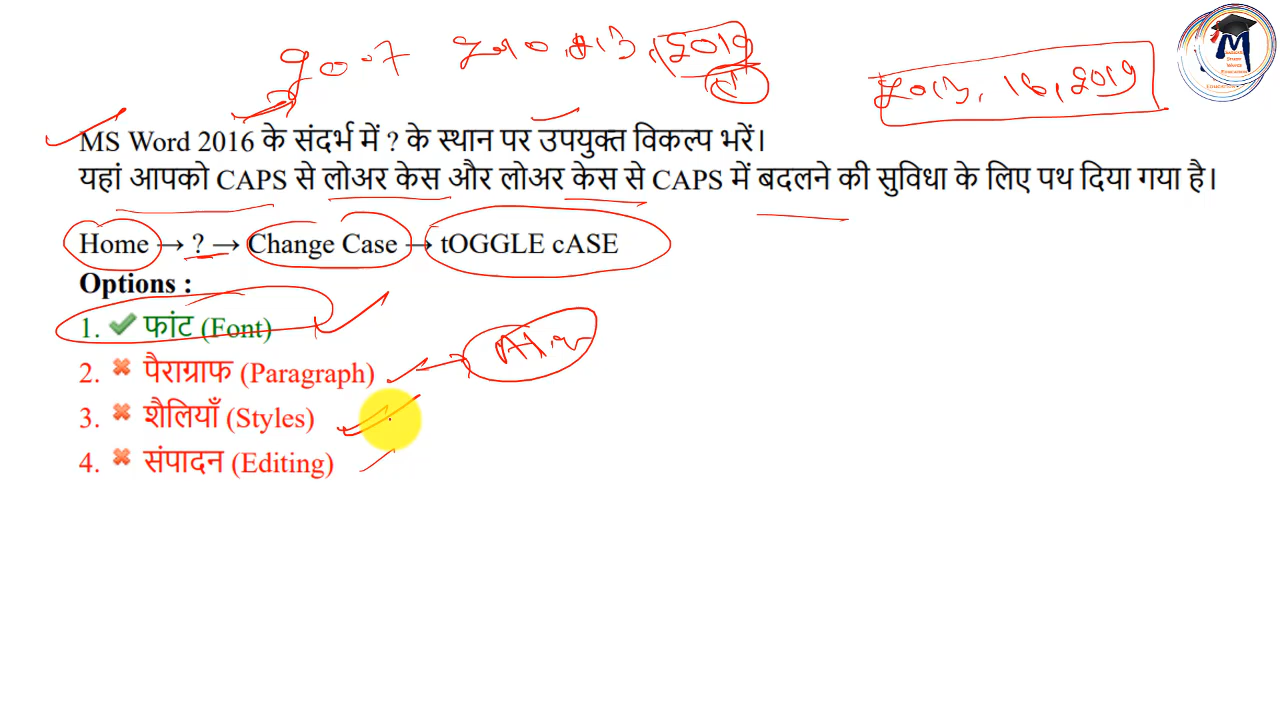 2007 2010, 2013, 2019
2013, 16, 2019
MS Word 2016 के संदर्भ में ? के स्थान पर उपयुक्त विकल्प भरें।
यहां आपको CAPS से लोअर केस और लोअर केस से CAPS में बदलने की सुविधा के लिए पथ दिया गया है।
Home → ? → Change Case → tOGGLE cASE
Options :
1. फांट (Font)
2. पैराग्राफ (Paragraph)
3. शैलियाँ (Styles)
4. संपादन (Editing)